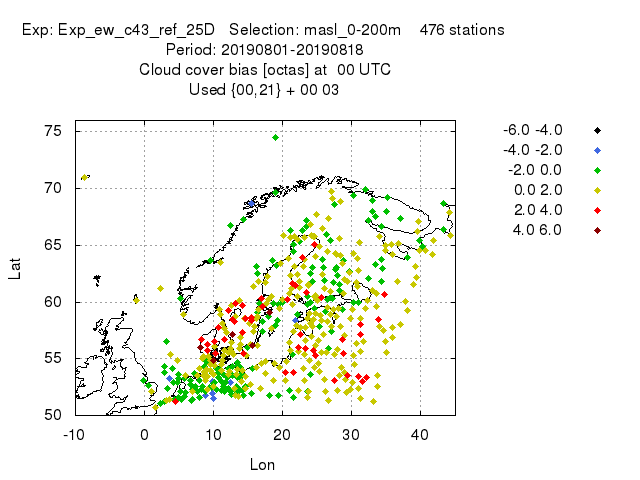 Exp: Exp_ew_c43_ref_25D   Selection: masl_0-200m    476 stations
Period: 20190801-20190818
Cloud cover bias [octas] at  00 UTC
Used {00,21} + 00 03
-6.0 -4.0
-4.0 -2.0
-2.0 0.0
0.0 2.0
2.0 4.0
4.0 6.0
75
70
65
60
55
50
Lat
-10 0 10 20 30 40
Lon